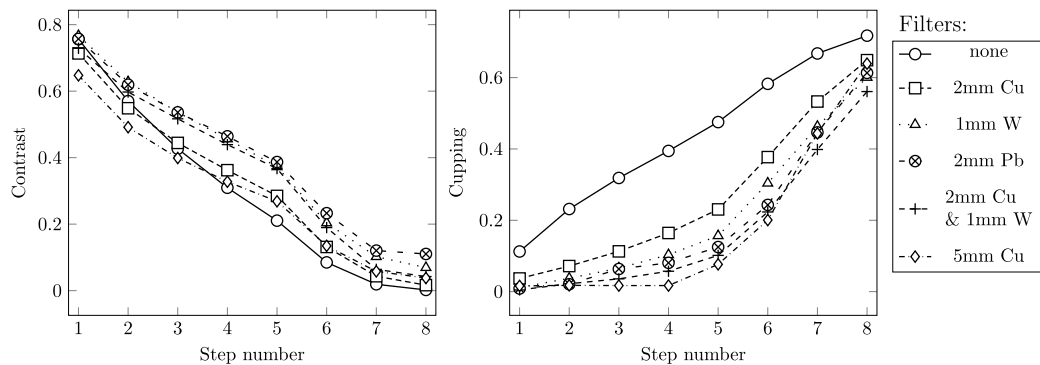 0.8
0.6
0.4
0.2
0
Contrast
1 2 3 4 5 6 7 8
Step number
0.6
0.4
0.2
0
Cupping
1 2 3 4 5 6 7 8
Step number
Filters:
none
2mm Cu
1mm W
2mm Pb
2mm Cu
& 1mm W
5mm Cu